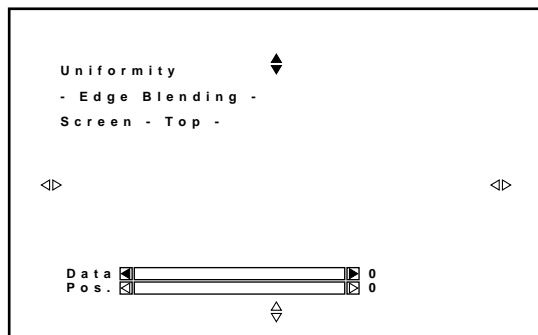 Uniformity
- Edge Blending -
Screen - Top -
Data 0
Pos. 0